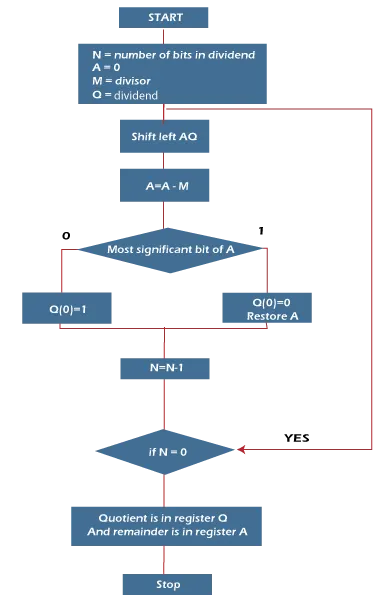 START
N = number of bits in dividend
A = 0
M = divisor
Q = dividend
Shift left AQ
A=A - M
Most significant bit of A
0
1
Q(0)=1
Q(0)=0
Restore A
N=N-1
if N = 0
YES
Quotient is in register Q
And remainder is in register A
Stop